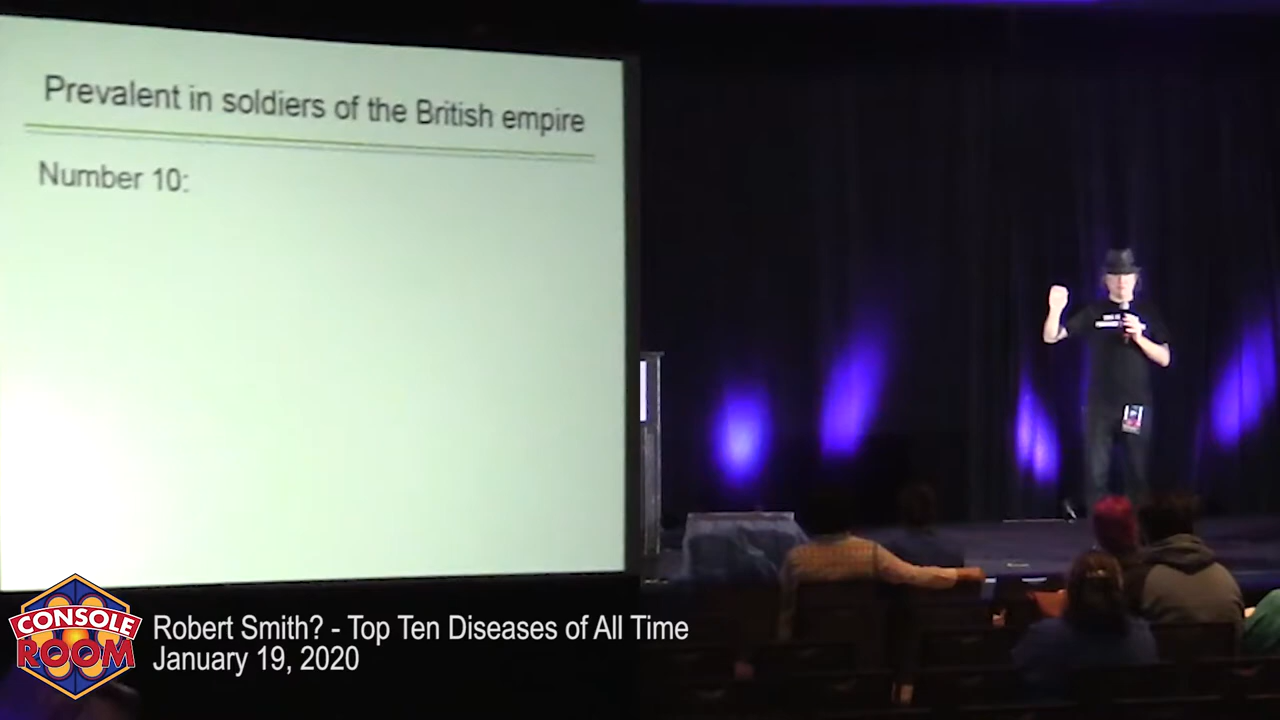 Prevalent in soldiers of the British empire
Number 10:
CONSOLE
ROOM
Robert Smith? - Top Ten Diseases of All Time
January 19, 2020